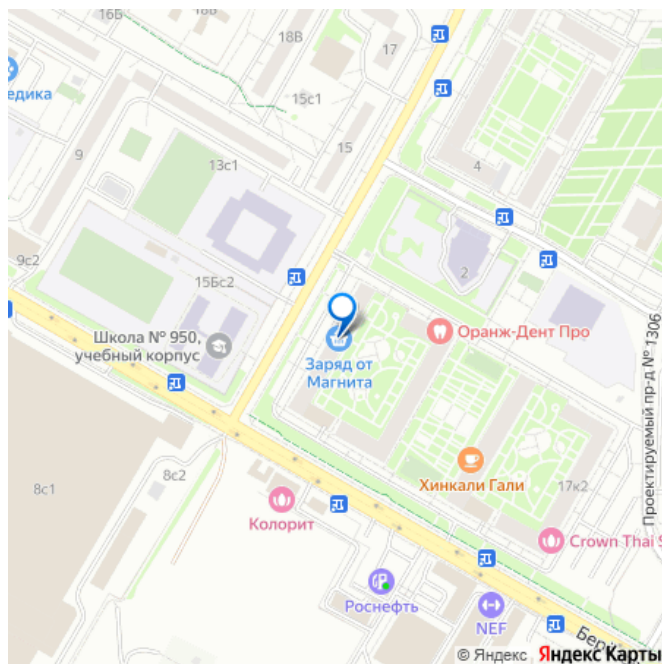 16Б
18В
17
едика
15с1
9
13с1
15
4
9с2
15Бс2
2
Школа № 950,
учебный корпус
Оранж-Дент Про
Заряд от
Магнита
Проектируемый пр-д № 1306
8с1
8с2
Хинкали Гали
17к2
Колорит
Crown Thai S
Роснефть
NEF
Берё
© Яндекс Яндекс Карты